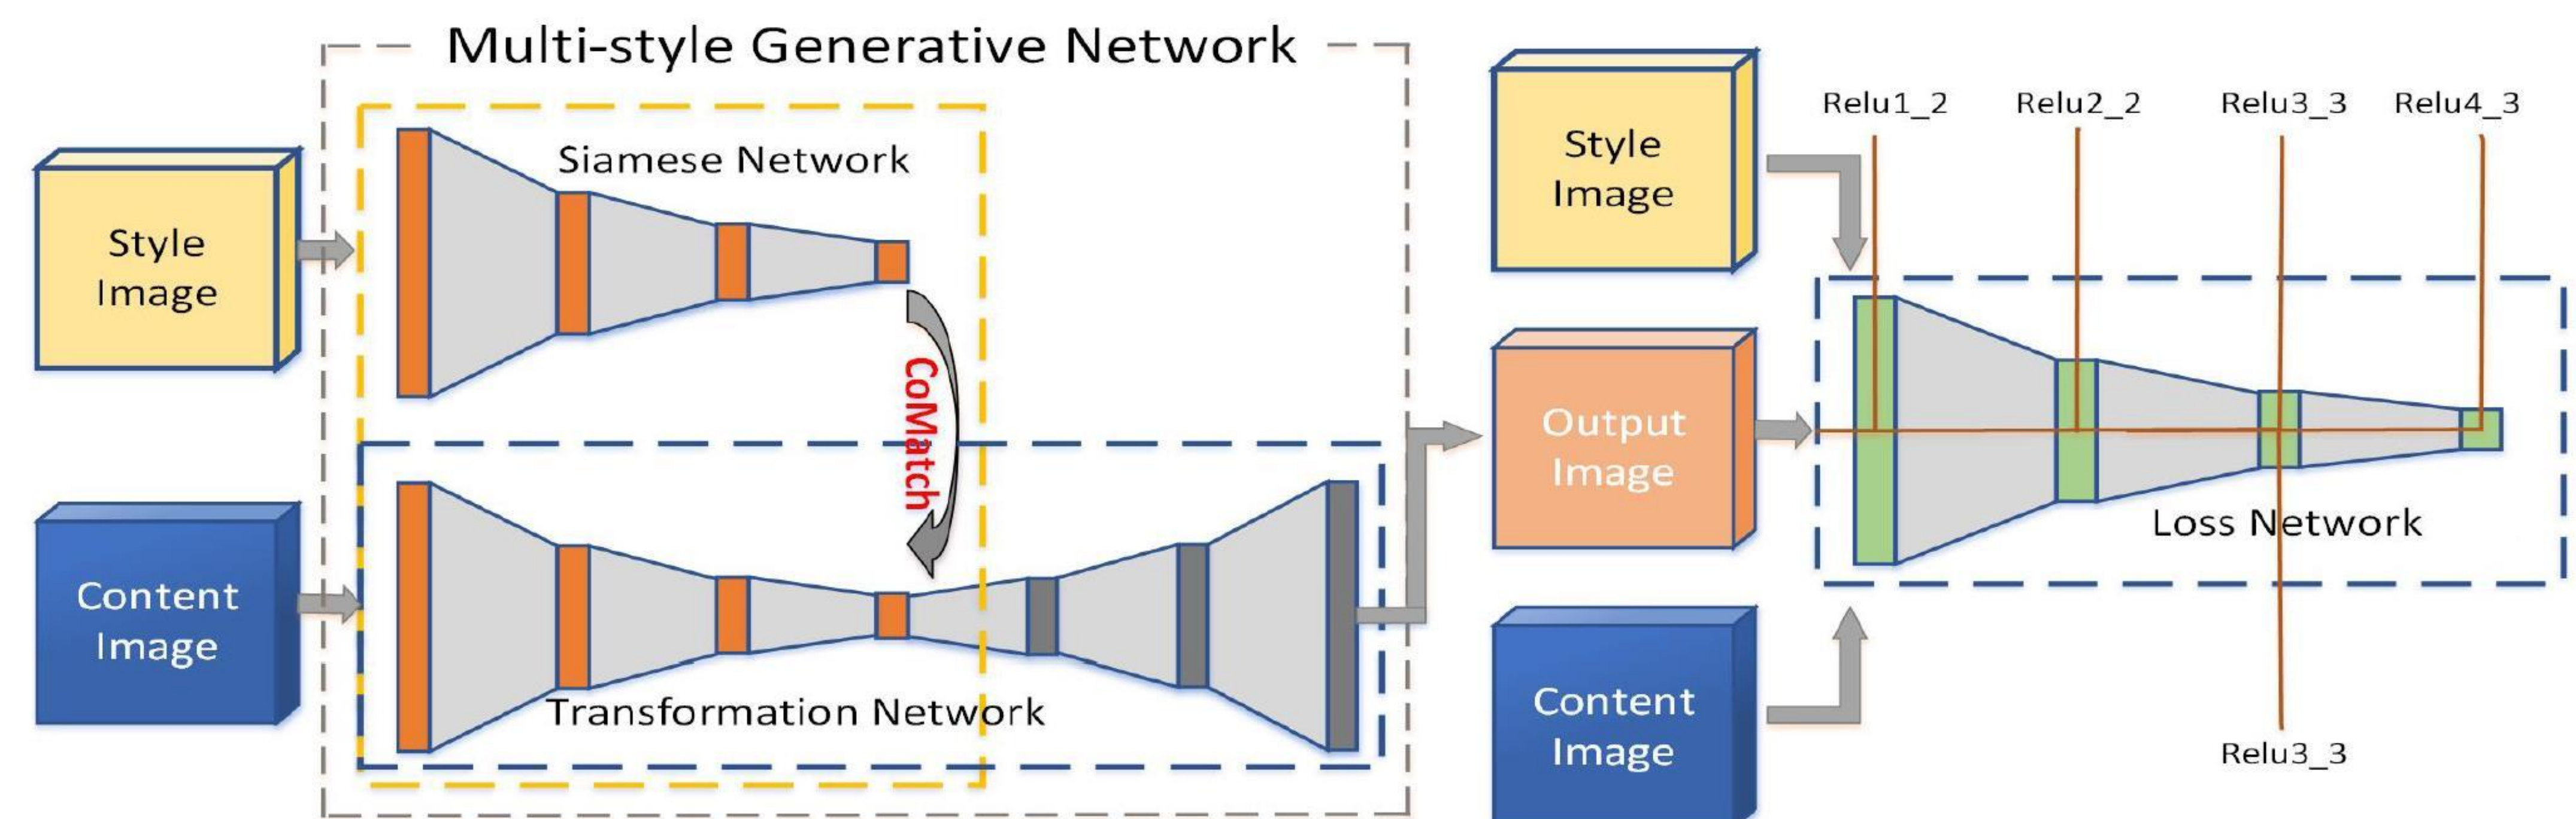 Multi-style Generative Network
Style
Image
Siamese Network
CoMatch
Content
Image
Transformation Network
Style
Image
Relu1_2
Relu2_2
Relu3_3
Relu4_3
Output
Image
Loss Network
Content
Image
Relu3_3